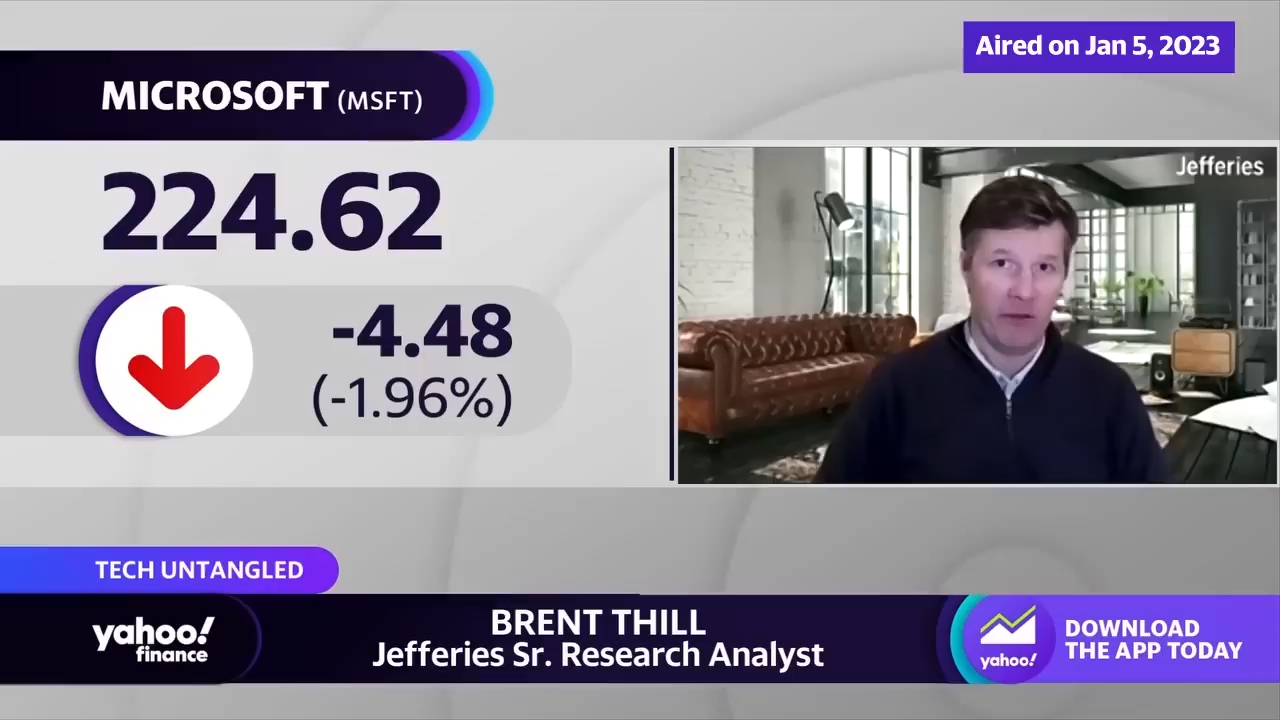 Aired on Jan 5, 2023
MICROSOFT (MSFT)
224.62
-4.48
(-1.96%)
Jefferies
TECH UNTANGLED
yahoo!
finance
BRENT THILL
Jefferies Sr. Research Analyst
yahoo!
DOWNLOAD
THE APP TODAY